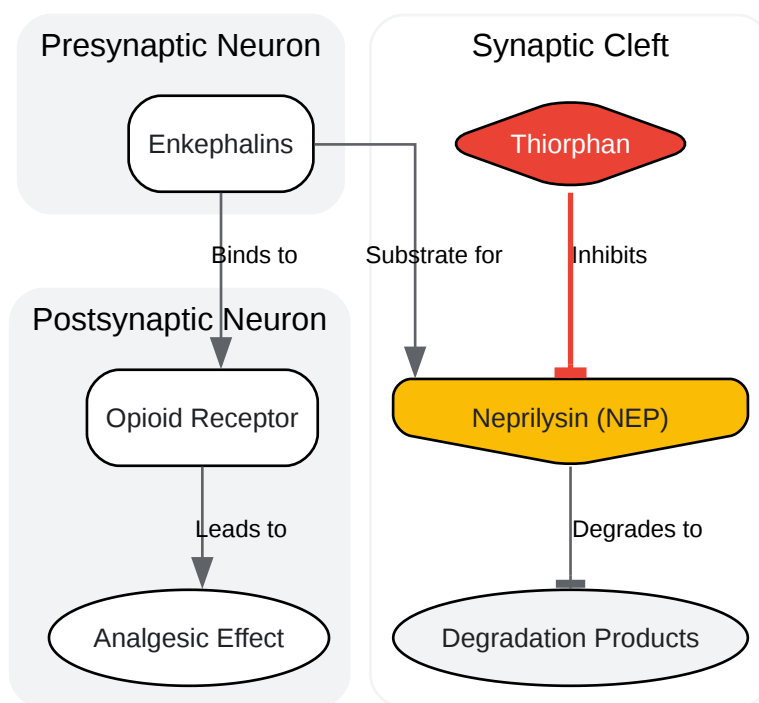 Presynaptic Neuron
Synaptic Cleft
Enkephalins
Thiorphan
Binds to
Substrate for
Inhibits
Postsynaptic Neuron
Opioid Receptor
Neprilysin (NEP)
Leads to
Degrades to
Analgesic Effect
Degradation Products